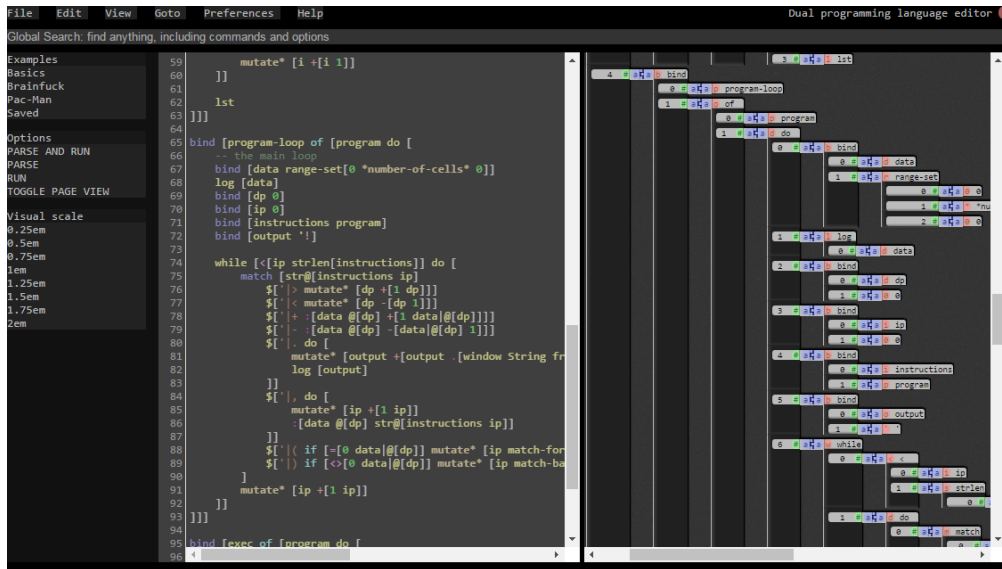 File Edit View Goto Preferences Help
Dual programming language editor
Global Search: find anything, including commands and options
Examples
Basics
Brainfuck
Pac-Man
Saved
Options
PARSE AND RUN
PARSE
RUN
TOGGLE PAGE VIEW
Visual scale
0.25em
0.5em
0.75em
1em
1.25em
1.5em
1.75em
2em
59 mutate* [i +[i 1]]
60 ]]
61
62 lst
63 ]]]
64
65 bind [program-loop of [program do [
66 -- the main loop
67 bind [data range-set[0 *number-of-cells* 0]]
68 log [data]
69 bind [dp 0]
70 bind [ip 0]
71 bind [instructions program]
72 bind [output '!]
73
74 while [<[ip strlen[instructions]] do [
75 match [str@[instructions ip]
76 $['|> mutate* [dp +[1 dp]]]
77 $['|< mutate* [dp -[dp 1]]]
78 $['|+ :[data @[dp] +[1 data|@[dp]]]]
79 $['|- :[data @[dp] -[data|@[dp] 1]]]
80 $['|. do [
81 mutate* [output +[output .[window String fr
82 log [output]
83 ]]
84 $['|, do [
85 mutate* [ip +[1 ip]]
86 :[data @[dp] str@[instructions ip]]
87 ]]
88 $['|( if [=[0 data|@[dp]] mutate* [ip match-for
89 $['|) if [<>[0 data|@[dp]] mutate* [ip match-ba
90 ]
91 mutate* [ip +[1 ip]]
92 ]]
93 ]]]
94
95 bind [exec of [program do [
96
3 # a a l lst
4 # a a b bind
0 # a a p program-loop
1 # a a o of
0 # a a p program
1 # a a d do
0 # a a b bind
0 # a a d data
1 # a a r range-set
0 # a a 0 0
1 # a a * *nu
2 # a a 0 0
1 # a a l log
0 # a a d data
2 # a a b bind
0 # a a d dp
1 # a a 0 0
3 # a a b bind
0 # a a i ip
1 # a a 0 0
4 # a a b bind
0 # a a i instructions
1 # a a p program
5 # a a b bind
0 # a a o output
1 # a a ' '
6 # a a w while
0 # a a < <
0 # a a i ip
1 # a a s strlen
0 # a
1 # a a d do
0 # a a m match